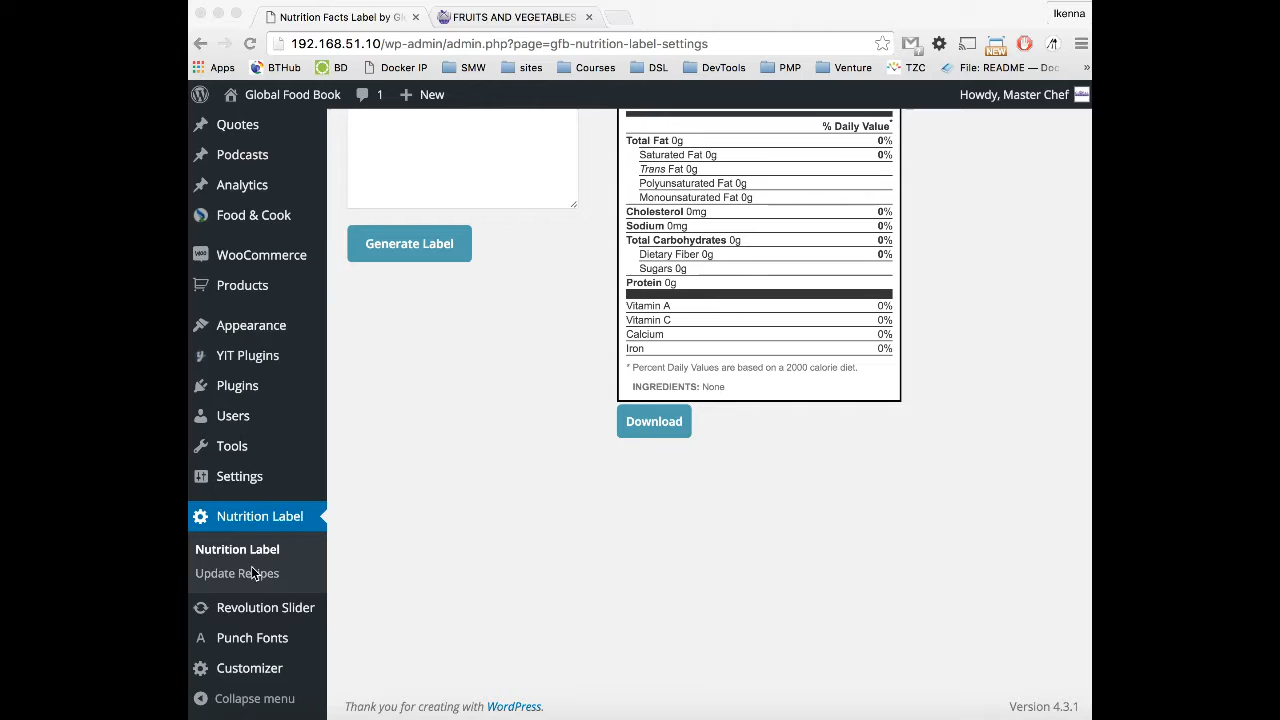 Nutrition Facts Label by Glo
FRUITS AND VEGETABLES
Ikenna
192.168.51.10/wp-admin/admin.php?page=gfb-nutrition-label-settings
NEW
Apps BTHub BD Docker IP SMW sites Courses DSL DevTools PMP Venture TZC File: README — Doc »
Global Food Book 1 New Howdy, Master Chef
Quotes
Podcasts
Analytics
Food & Cook
WooCommerce
Products
Appearance
YIT Plugins
Plugins
Users
Tools
Settings
Nutrition Label
Nutrition Label
Update Recipes
Revolution Slider
Punch Fonts
Customizer
Collapse menu
Generate Label
% Daily Value*
Total Fat 0g 0%
Saturated Fat 0g 0%
Trans Fat 0g
Polyunsaturated Fat 0g
Monounsaturated Fat 0g
Cholesterol 0mg 0%
Sodium 0mg 0%
Total Carbohydrates 0g 0%
Dietary Fiber 0g 0%
Sugars 0g
Protein 0g
Vitamin A 0%
Vitamin C 0%
Calcium 0%
Iron 0%
* Percent Daily Values are based on a 2000 calorie diet.
INGREDIENTS: None
Download
Thank you for creating with WordPress.
Version 4.3.1